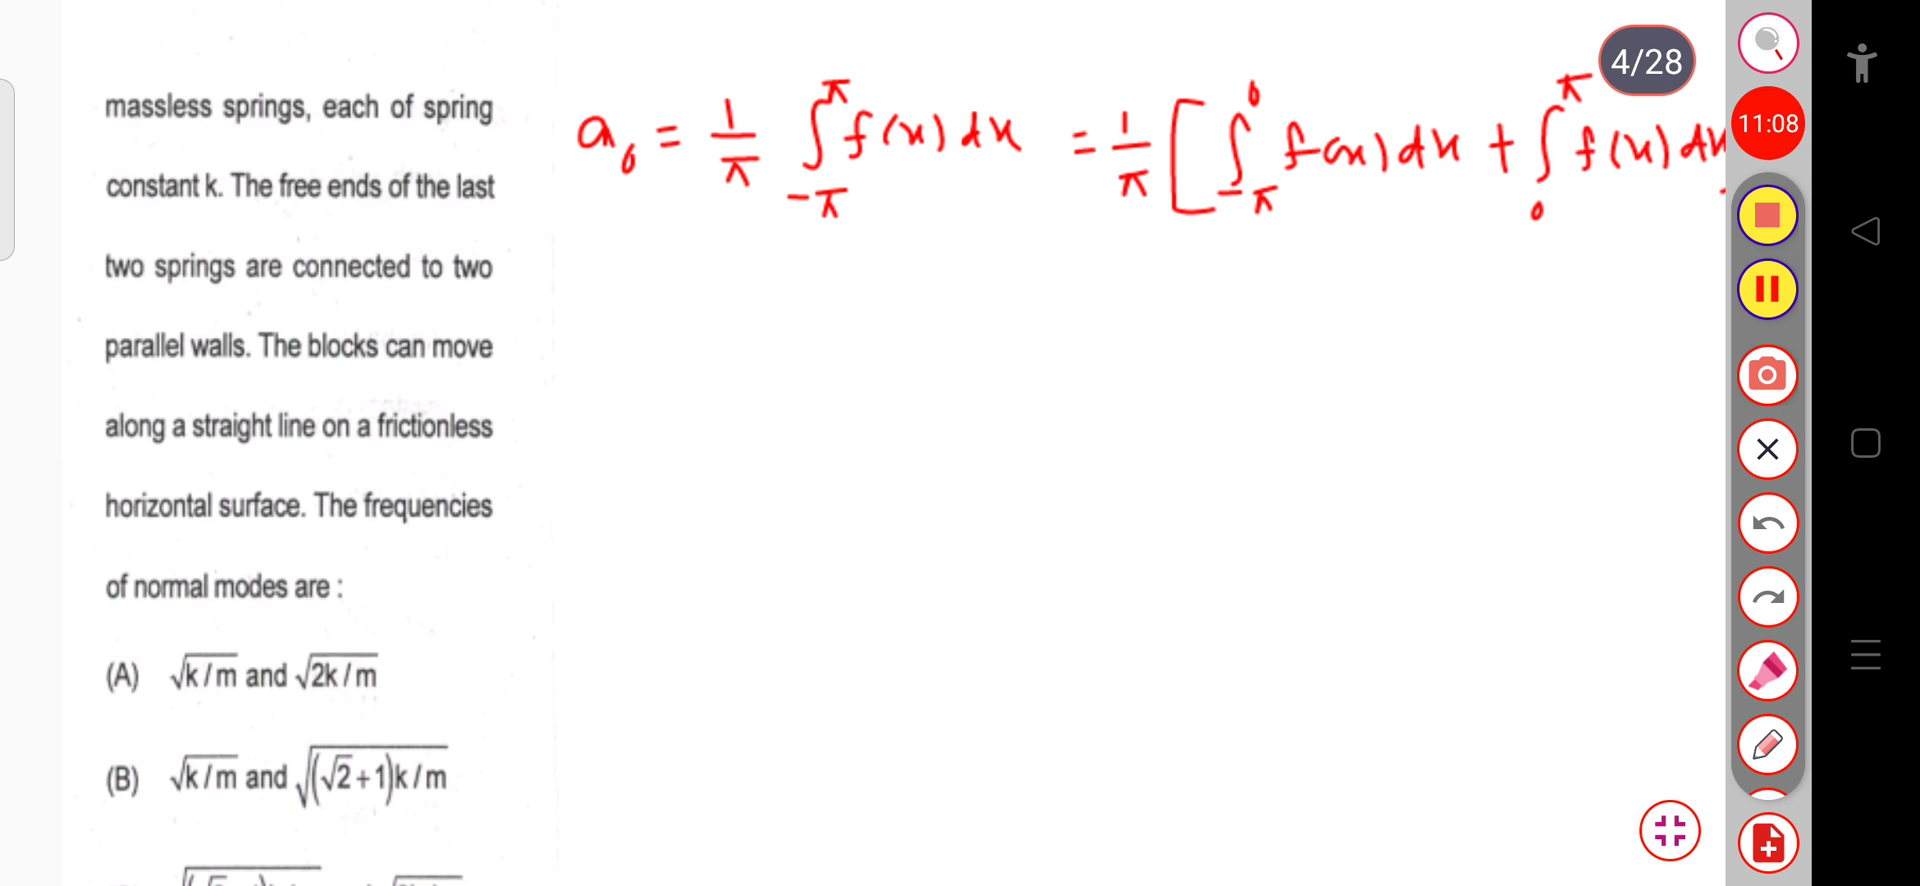 massless springs, each of spring
constant k. The free ends of the last
two springs are connected to two
parallel walls. The blocks can move
along a straight line on a frictionless
horizontal surface. The frequencies
of normal modes are :
(A) √k/m and √2k/m
(B) √k/m and √(√2+1)k/m
a₀ = 1/π ∫_{-π}^{π} f(x)dx = 1/π [ ∫_{-π}^{0} f(x)dx + ∫_{0}^{π} f(x)dx
4/28
11:08